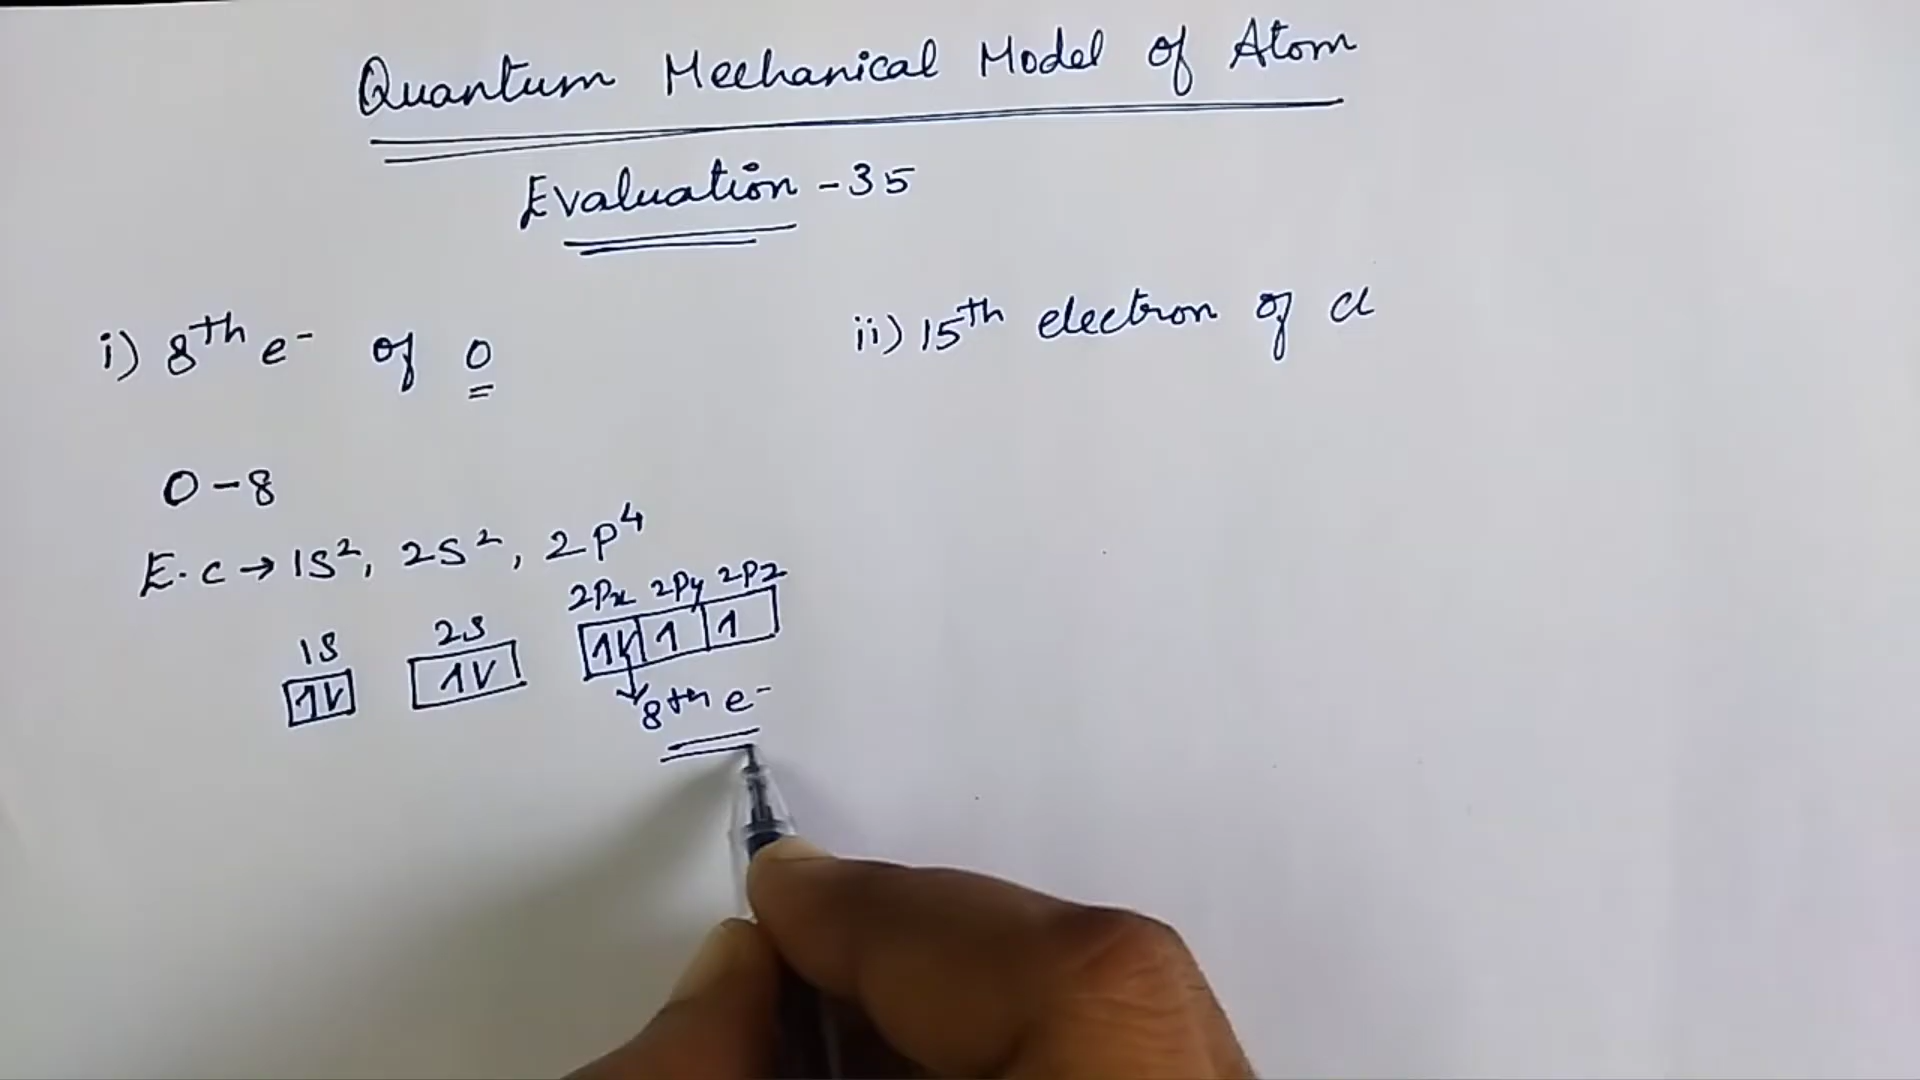 Quantum Mechanical Model of Atom
Evaluation - 35
i) 8th e- of O
ii) 15th electron of Cl
O - 8
E.C → 1S², 2S², 2P⁴
1S 2S 2Px 2Py 2Pz
1V 1V 1V 1 1
8th e-